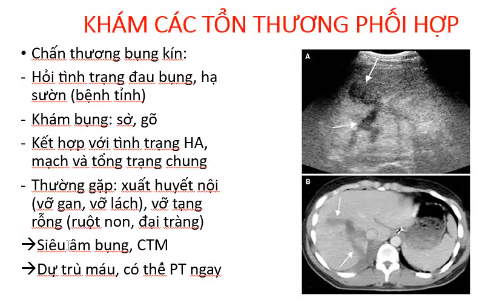 KHÁM CÁC TỔN THƯƠNG PHỐI HỢP
• Chấn thương bụng kín:
- Hỏi tình trạng đau bụng, hạ
sườn (bệnh tỉnh)
- Khám bụng: sở, gõ
- Kết hợp với tình trạng HA,
mạch và tổng trạng chung
- Thường gặp: xuất huyết nội
(vỡ gan, vỡ lách), vỡ tạng
rỗng (ruột non, đại tràng)
→Siêu âm bụng, CTM
→Dự trù máu, có thể PT ngay
A
B